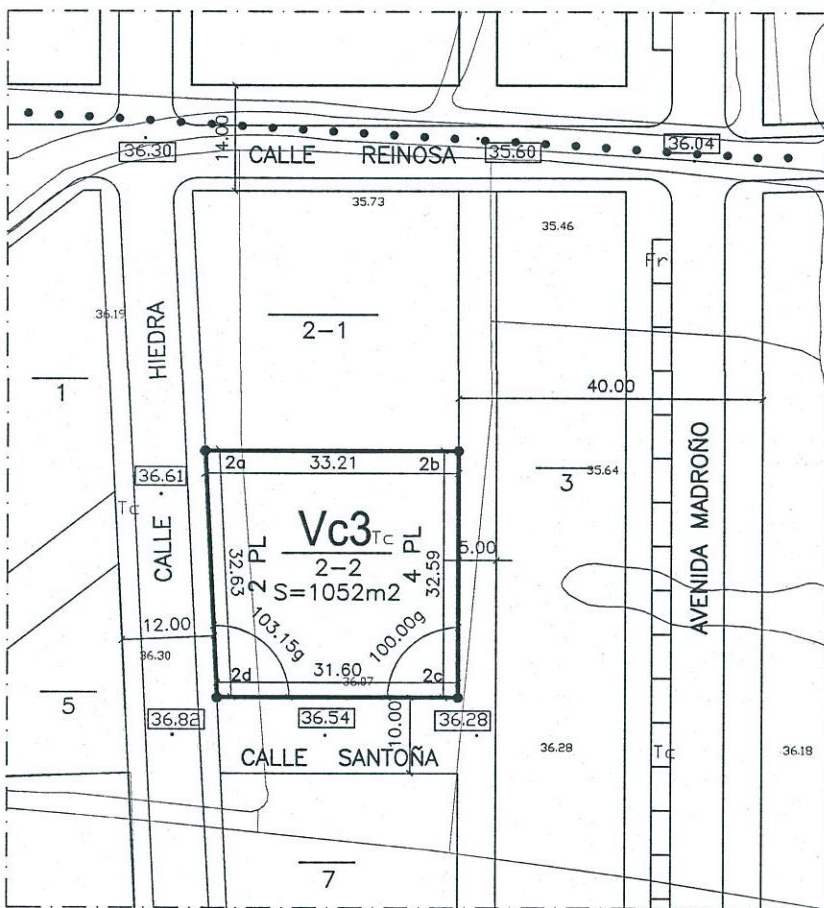 36.30
14.00
CALLE REINOSA
35.60
36.04
35.73
35.46
Fr
36.19
HIEDRA
2-1
1
40.00
2a
33.21
2b
36.61
3
35.64
Tc
CALLE
32.63
2 PL
Vc3
Tc
2-2
S=1052m2
4 PL
32.59
5.00
AVENIDA MADROÑO
103.15g
100.00g
12.00
36.30
2d
31.60
36.07
2c
5
36.82
36.54
10.00
36.28
CALLE SANTOÑA
36.28
Tc
36.18
7